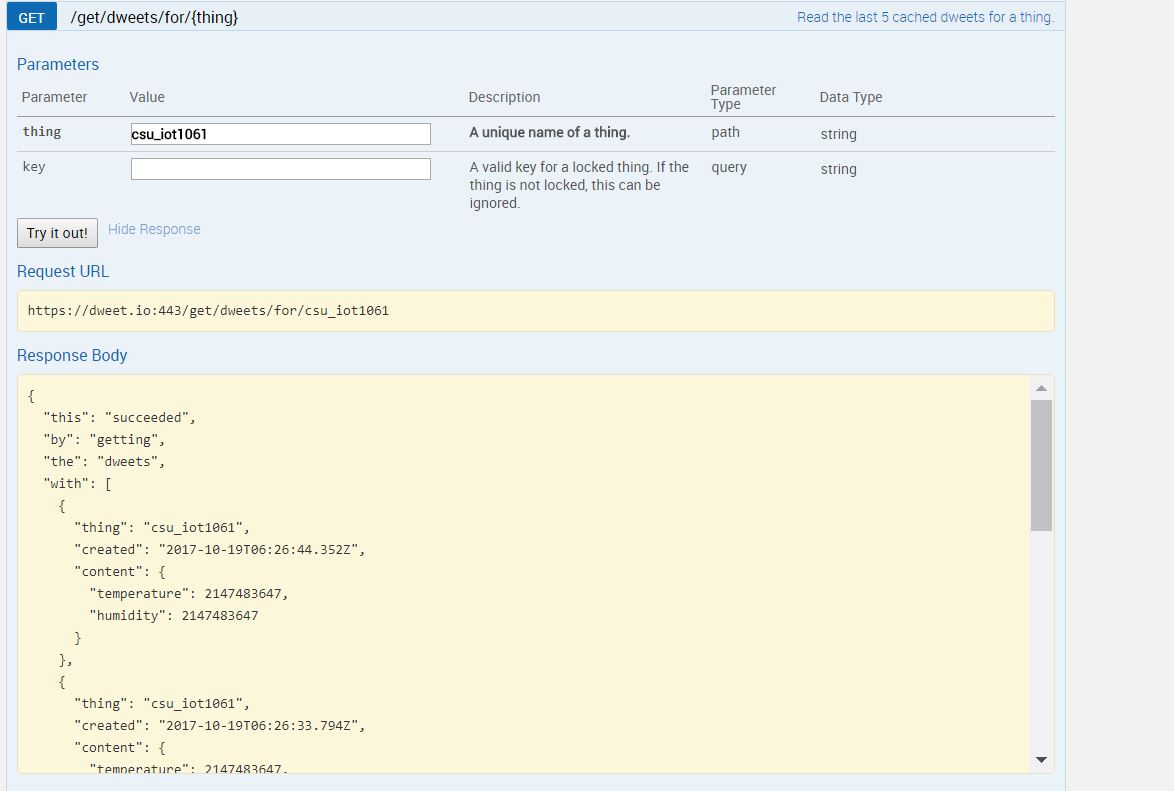 GET /get/dweets/for/{thing} Read the last 5 cached dweets for a thing.
Parameters
Parameter Value Description Parameter Type Data Type
thing csu_iot1061 A unique name of a thing. path string
key A valid key for a locked thing. If the query string
thing is not locked, this can be
ignored.
Try it out! Hide Response
Request URL
https://dweet.io:443/get/dweets/for/csu_iot1061
Response Body
{
  "this": "succeeded",
  "by": "getting",
  "the": "dweets",
  "with": [
    {
      "thing": "csu_iot1061",
      "created": "2017-10-19T06:26:44.352Z",
      "content": {
        "temperature": 2147483647,
        "humidity": 2147483647
      }
    },
    {
      "thing": "csu_iot1061",
      "created": "2017-10-19T06:26:33.794Z",
      "content": {
        "temperature": 2147483647,